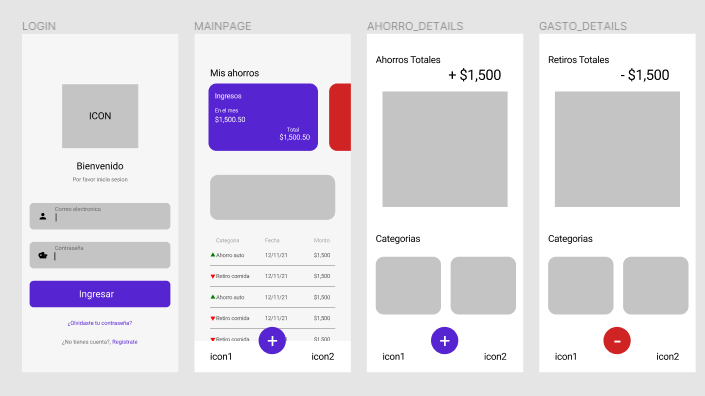 LOGIN
ICON
Bienvenido
Por favor inicia sesion
Correo electronico
Contraseña
Ingresar
¿Olvidaste tu contraseña?
¿No tienes cuenta?, Registrate
MAINPAGE
Mis ahorros
Ingresos
En el mes
$1,500.50
Total
$1,500.50
Categoria Fecha Monto
Ahorro auto 12/11/21 $1,500
Retiro comida 12/11/21 $1,500
Ahorro auto 12/11/21 $1,500
Retiro comida 12/11/21 $1,500
Retiro comida 12/11/21 $1,500
+
icon1 icon2
AHORRO_DETAILS
Ahorros Totales
+ $1,500
Categorias
+
icon1 icon2
GASTO_DETAILS
Retiros Totales
- $1,500
Categorias
-
icon1 icon2